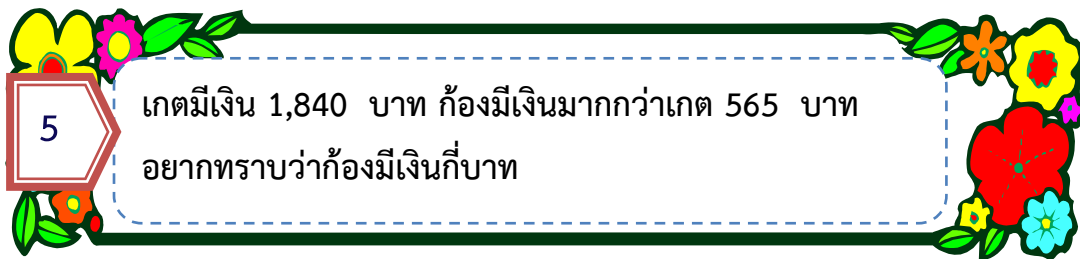 5
เกตมีเงิน 1,840 บาท ก้องมีเงินมากกว่าเกต 565 บาท
อยากทราบว่าก้องมีเงินกี่บาท